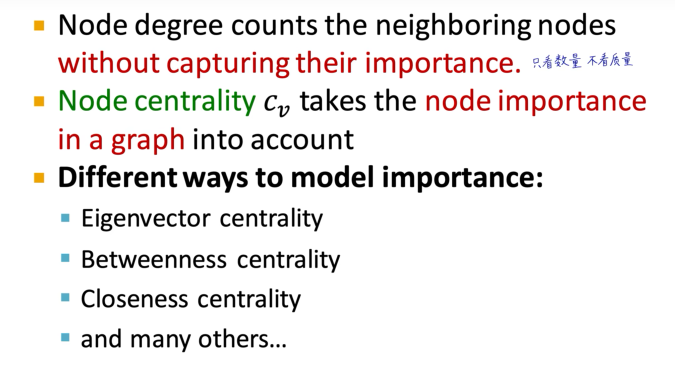 Node degree counts the neighboring nodes
without capturing their importance. 只看数量 不看质量
Node centrality cᵥ takes the node importance
in a graph into account
Different ways to model importance:
Eigenvector centrality
Betweenness centrality
Closeness centrality
and many others…